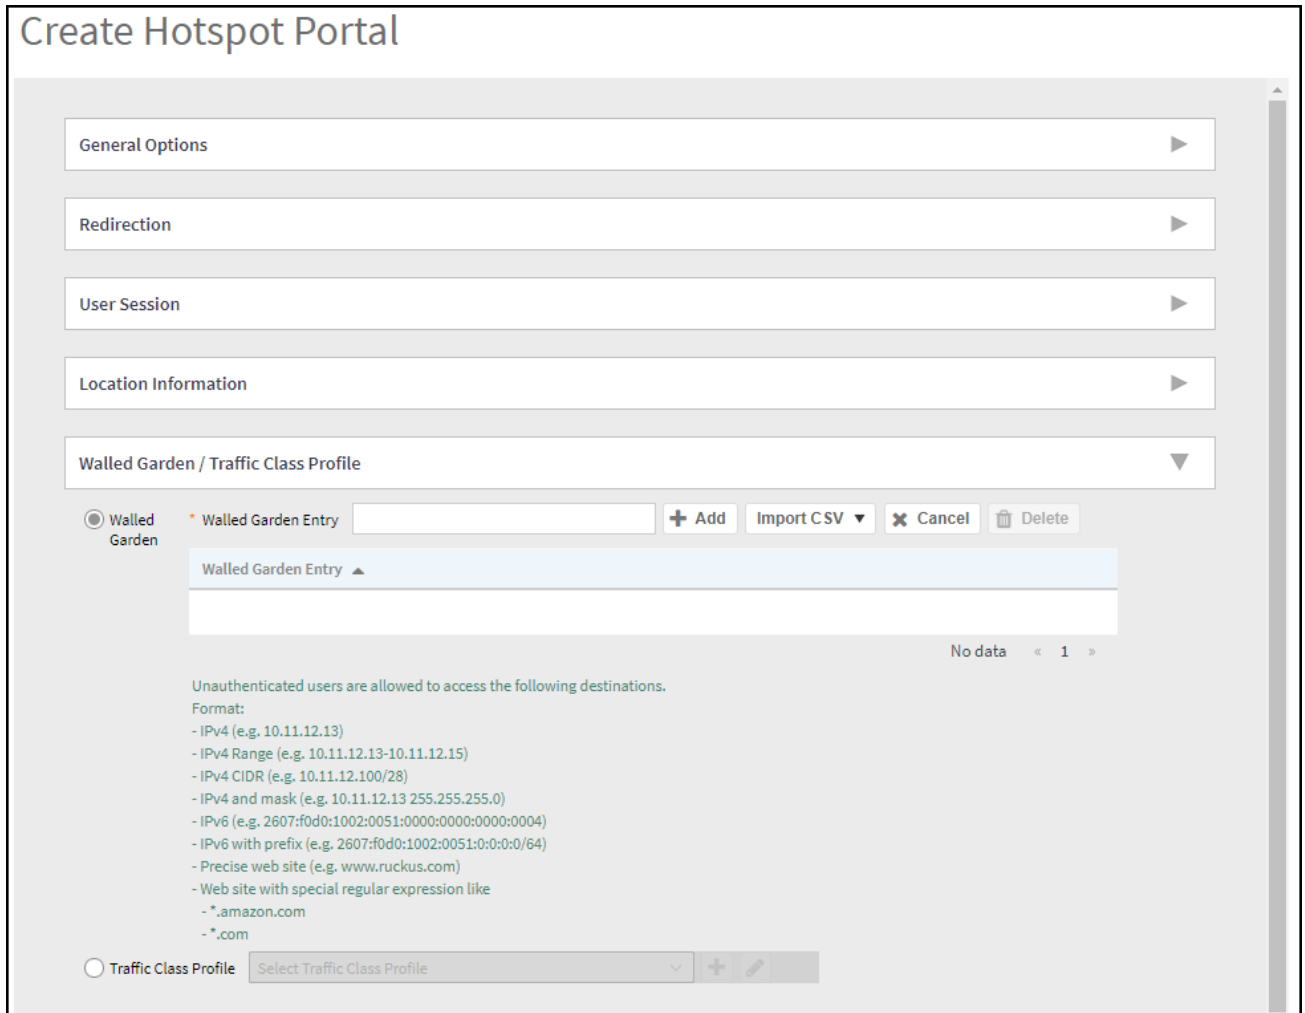 Create Hotspot Portal
General Options
Redirection
User Session
Location Information
Walled Garden / Traffic Class Profile
Walled Garden
* Walled Garden Entry
Add
Import CSV
Cancel
Delete
Walled Garden Entry
No data « 1 »
Unauthenticated users are allowed to access the following destinations.
Format:
- IPv4 (e.g. 10.11.12.13)
- IPv4 Range (e.g. 10.11.12.13-10.11.12.15)
- IPv4 CIDR (e.g. 10.11.12.100/28)
- IPv4 and mask (e.g. 10.11.12.13 255.255.255.0)
- IPv6 (e.g. 2607:f0d0:1002:0051:0000:0000:0000:0004)
- IPv6 with prefix (e.g. 2607:f0d0:1002:0051:0:0:0:0/64)
- Precise web site (e.g. www.ruckus.com)
- Web site with special regular expression like
- *.amazon.com
- *.com
Traffic Class Profile
Select Traffic Class Profile